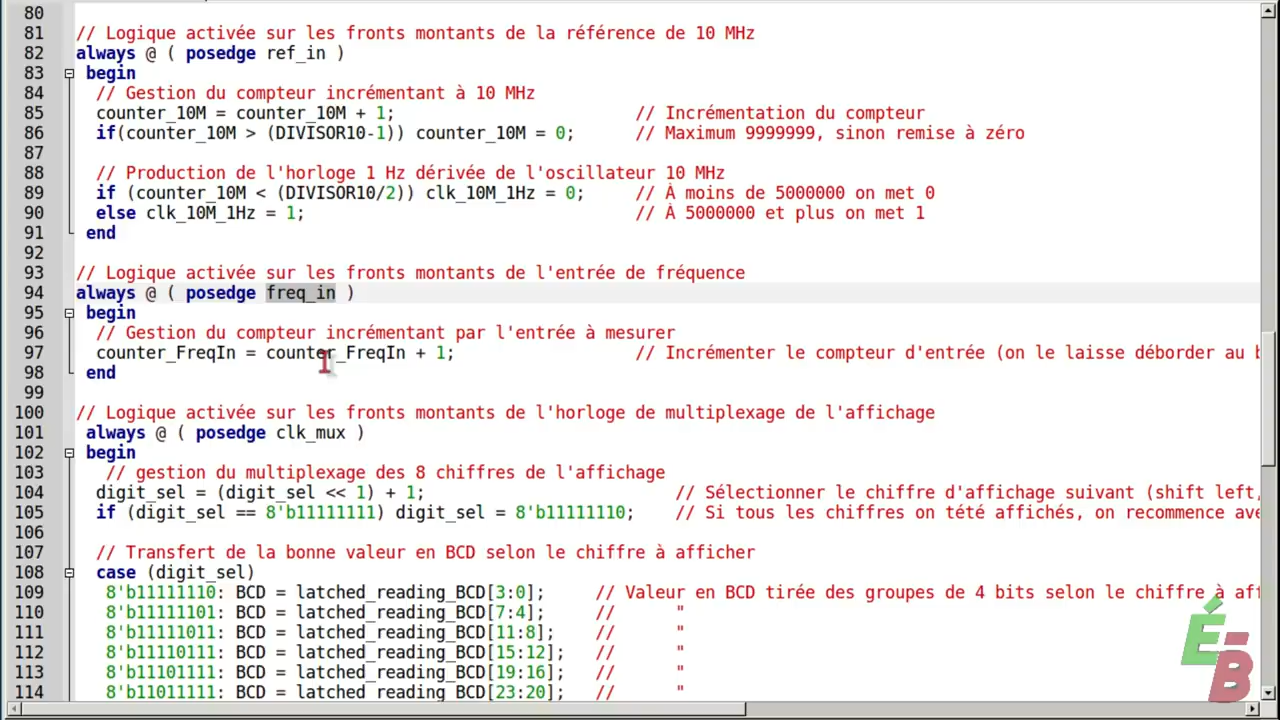 80
81 // Logique activée sur les fronts montants de la référence de 10 MHz
82 always @ ( posedge ref_in )
83 begin
84 // Gestion du compteur incrémentant à 10 MHz
85 counter_10M = counter_10M + 1; // Incrémentation du compteur
86 if(counter_10M > (DIVISOR10-1)) counter_10M = 0; // Maximum 9999999, sinon remise à zéro
87
88 // Production de l'horloge 1 Hz dérivée de l'oscillateur 10 MHz
89 if (counter_10M < (DIVISOR10/2)) clk_10M_1Hz = 0; // À moins de 5000000 on met 0
90 else clk_10M_1Hz = 1; // À 5000000 et plus on met 1
91 end
92
93 // Logique activée sur les fronts montants de l'entrée de fréquence
94 always @ ( posedge freq_in )
95 begin
96 // Gestion du compteur incrémentant par l'entrée à mesurer
97 counter_FreqIn = counter_FreqIn + 1; // Incrémenter le compteur d'entrée (on le laisse déborder au
98 end
99
100 // Logique activée sur les fronts montants de l'horloge de multiplexage de l'affichage
101 always @ ( posedge clk_mux )
102 begin
103 // gestion du multiplexage des 8 chiffres de l'affichage
104 digit_sel = (digit_sel << 1) + 1; // Sélectionner le chiffre d'affichage suivant (shift left,
105 if (digit_sel == 8'b11111111) digit_sel = 8'b11111110; // Si tous les chiffres on tété affichés, on recommence
106
107 // Transfert de la bonne valeur en BCD selon le chiffre à afficher
108 case (digit_sel)
109 8'b11111110: BCD = latched_reading_BCD[3:0]; // Valeur en BCD tirée des groupes de 4 bits selon le chiffre à
110 8'b11111101: BCD = latched_reading_BCD[7:4]; // "
111 8'b11111011: BCD = latched_reading_BCD[11:8]; // "
112 8'b11110111: BCD = latched_reading_BCD[15:12]; // "
113 8'b11101111: BCD = latched_reading_BCD[19:16]; // "
114 8'b11011111: BCD = latched_reading_BCD[23:20]; // "
ÉB